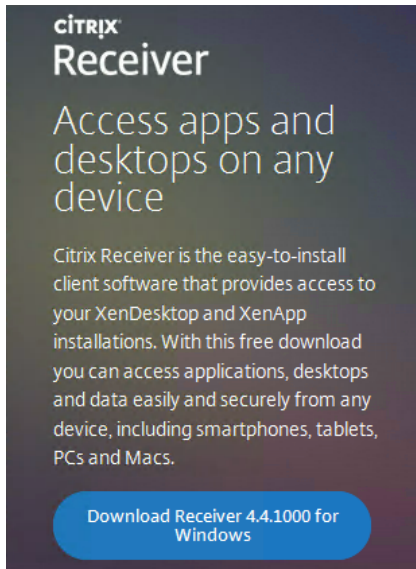 CİTRİX
Receiver
Access apps and
desktops on any
device
Citrix Receiver is the easy-to-install
client software that provides access to
your XenDesktop and XenApp
installations. With this free download
you can access applications, desktops
and data easily and securely from any
device, including smartphones, tablets,
PCs and Macs.
Download Receiver 4.4.1000 for
Windows